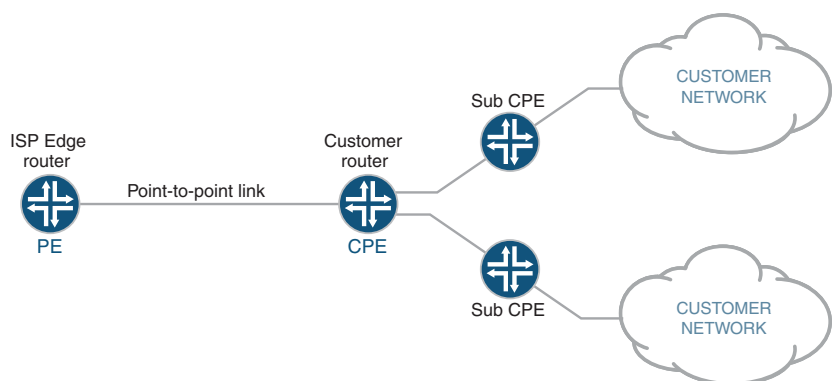 ISP Edge
router
PE
Point-to-point link
Customer
router
CPE
Sub CPE
CUSTOMER
NETWORK
Sub CPE
CUSTOMER
NETWORK